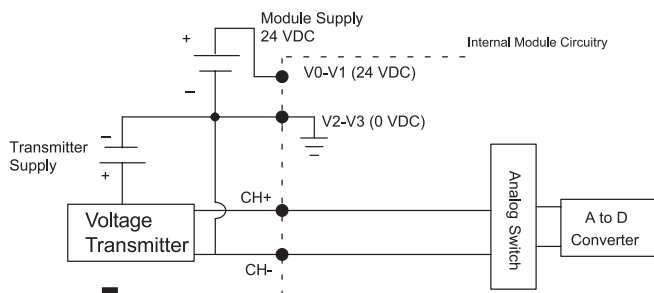 Module Supply
24 VDC
+
Internal Module Circuitry
V0-V1 (24 VDC)
–
V2-V3 (0 VDC)
–
Transmitter
Supply
+
CH+
Voltage
Transmitter
CH-
Analog Switch
A to D
Converter